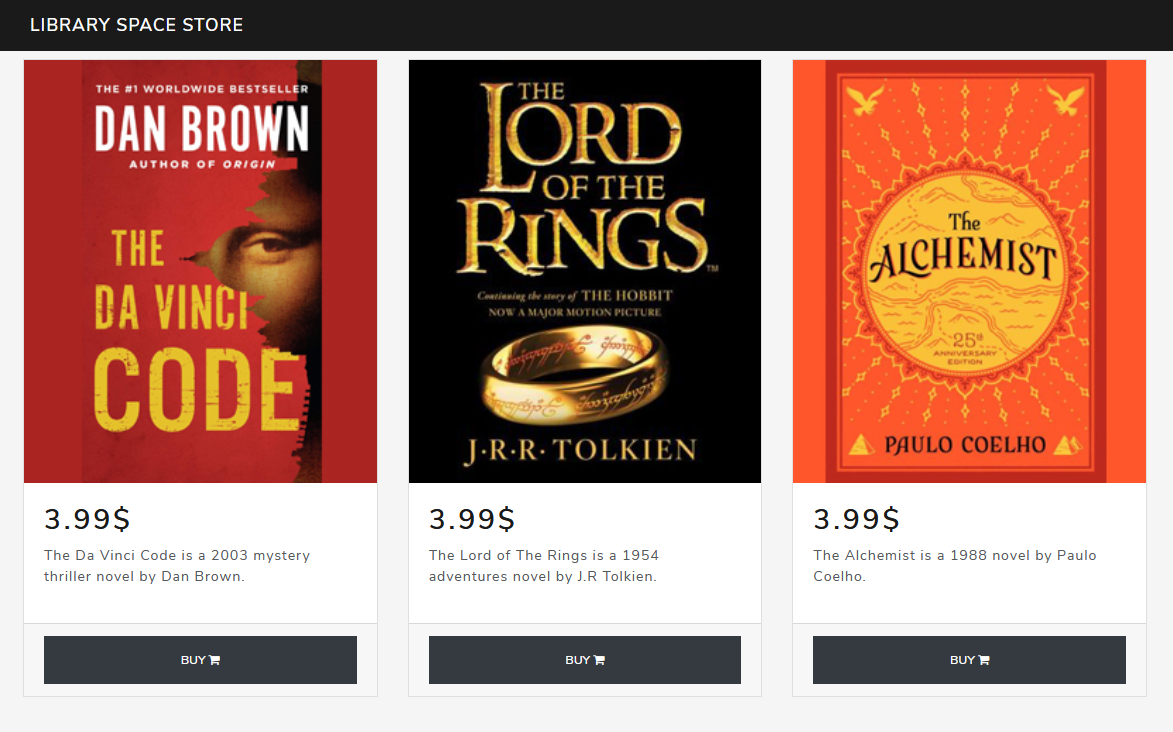 LIBRARY SPACE STORE
THE #1 WORLDWIDE BESTSELLER
DAN BROWN
AUTHOR OF ORIGIN
THE
DA VINCI
CODE
3.99$
The Da Vinci Code is a 2003 mystery
thriller novel by Dan Brown.
BUY
THE
LORD
OF THE
RINGS
TM
Continuing the story of THE HOBBIT
NOW A MAJOR MOTION PICTURE
J·R·R·TOLKIEN
3.99$
The Lord of The Rings is a 1954
adventures novel by J.R Tolkien.
BUY
The
ALCHEMIST
25th
ANNIVERSARY
EDITION
PAULO COELHO
3.99$
The Alchemist is a 1988 novel by Paulo
Coelho.
BUY